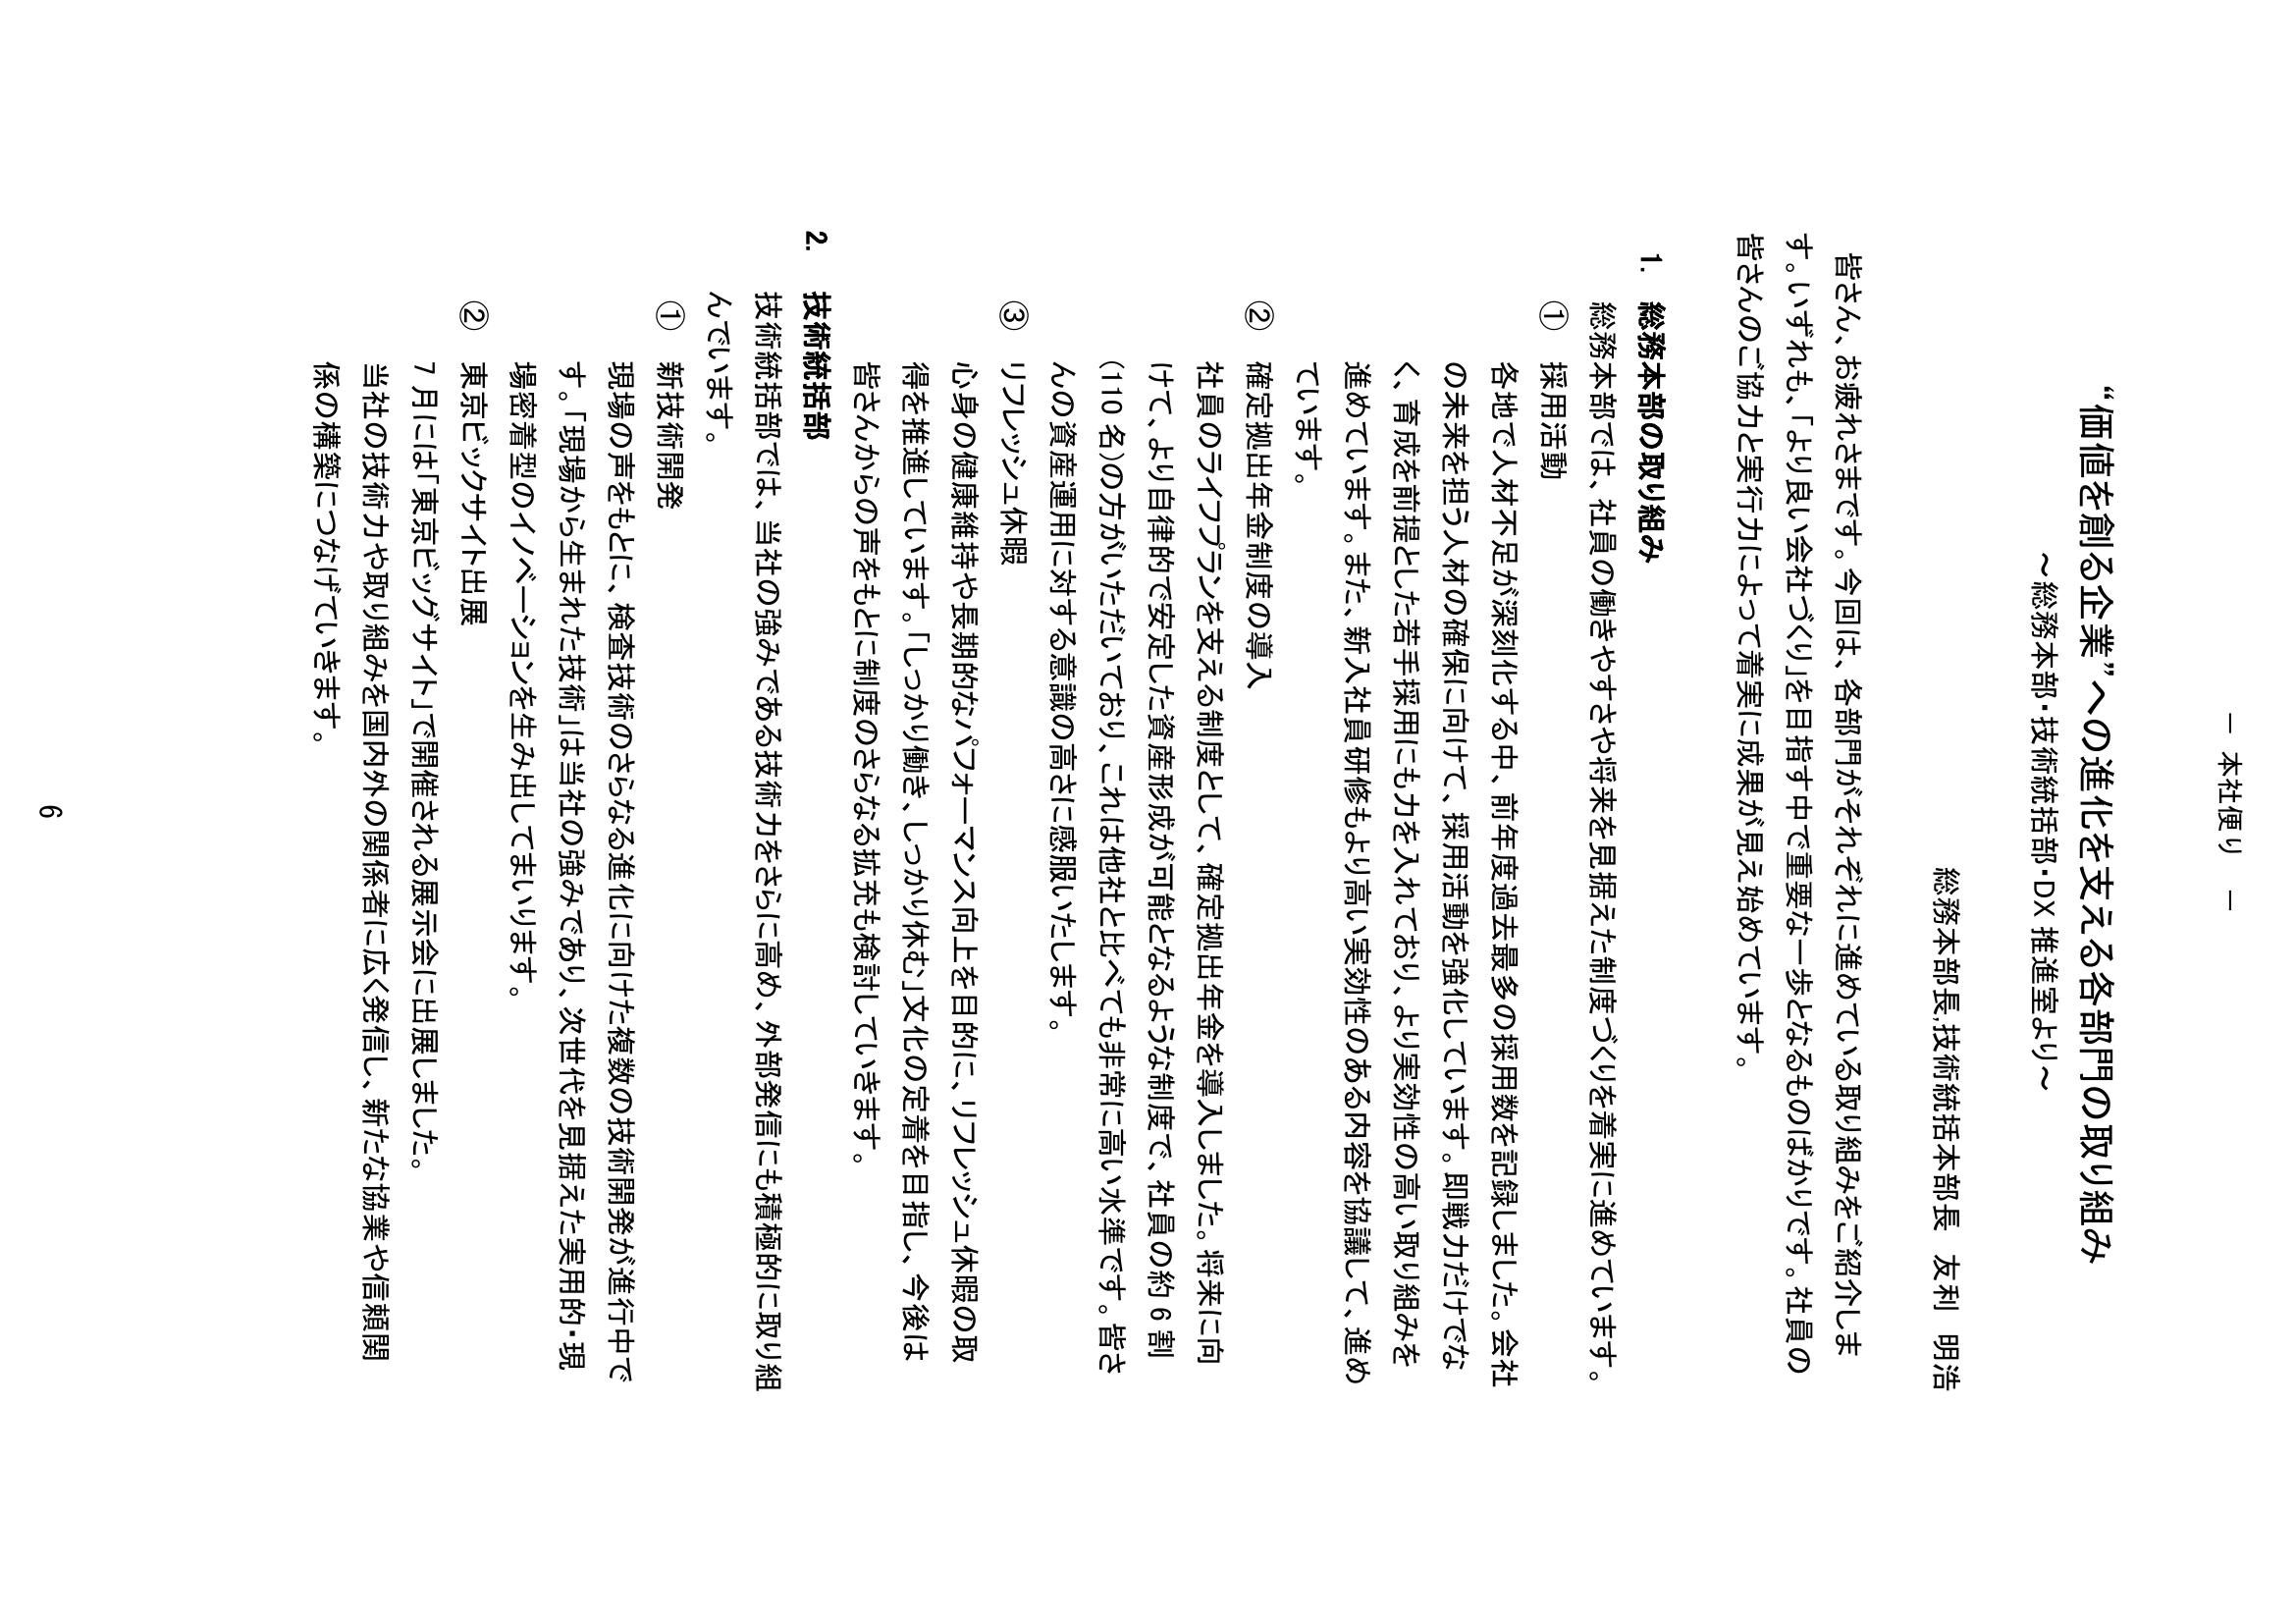 － 本社便り －
“価値を創る企業”への進化を支える各部門の取り組み
～総務本部・技術統括部・DX 推進室より～
総務本部長,技術統括本部長　友利　明浩
皆さん、お疲れさまです。今回は、各部門がそれぞれに進めている取り組みをご紹介しま
す。いずれも、「より良い会社づくり」を目指す中で重要な一歩となるものばかりです。社員の
皆さんのご協力と実行力によって着実に成果が見え始めています。
1. 総務本部の取り組み
総務本部では、社員の働きやすさや将来を見据えた制度づくりを着実に進めています。
① 採用活動
各地で人材不足が深刻化する中、前年度過去最多の採用数を記録しました。会社
の未来を担う人材の確保に向けて、採用活動を強化しています。即戦力だけでな
く、育成を前提とした若手採用にも力を入れており、より実効性の高い取り組みを
進めています。また、新入社員研修もより高い実効性のある内容を協議して、進め
ています。
② 確定拠出年金制度の導入
社員のライフプランを支える制度として、確定拠出年金を導入しました。将来に向
けて、より自律的で安定した資産形成が可能となるような制度で、社員の約 6 割
（110 名）の方がいただいており、これは他社と比べても非常に高い水準です。皆さ
んの資産運用に対する意識の高さに感服いたします。
③ リフレッシュ休暇
心身の健康維持や長期的なパフォーマンス向上を目的に、リフレッシュ休暇の取
得を推進しています。「しっかり働き、しっかり休む」文化の定着を目指し、今後は
皆さんからの声をもとに制度のさらなる拡充も検討していきます。
2. 技術統括部
技術統括部では、当社の強みである技術力をさらに高め、外部発信にも積極的に取り組
んでいます。
① 新技術開発
現場の声をもとに、検査技術のさらなる進化に向けた複数の技術開発が進行中で
す。「現場から生まれた技術」は当社の強みであり、次世代を見据えた実用的・現
場密着型のイノベーションを生み出してまいります。
② 東京ビックサイト出展
7 月には「東京ビッグサイト」で開催される展示会に出展しました。
当社の技術力や取り組みを国内外の関係者に広く発信し、新たな協業や信頼関
係の構築につなげていきます。
6